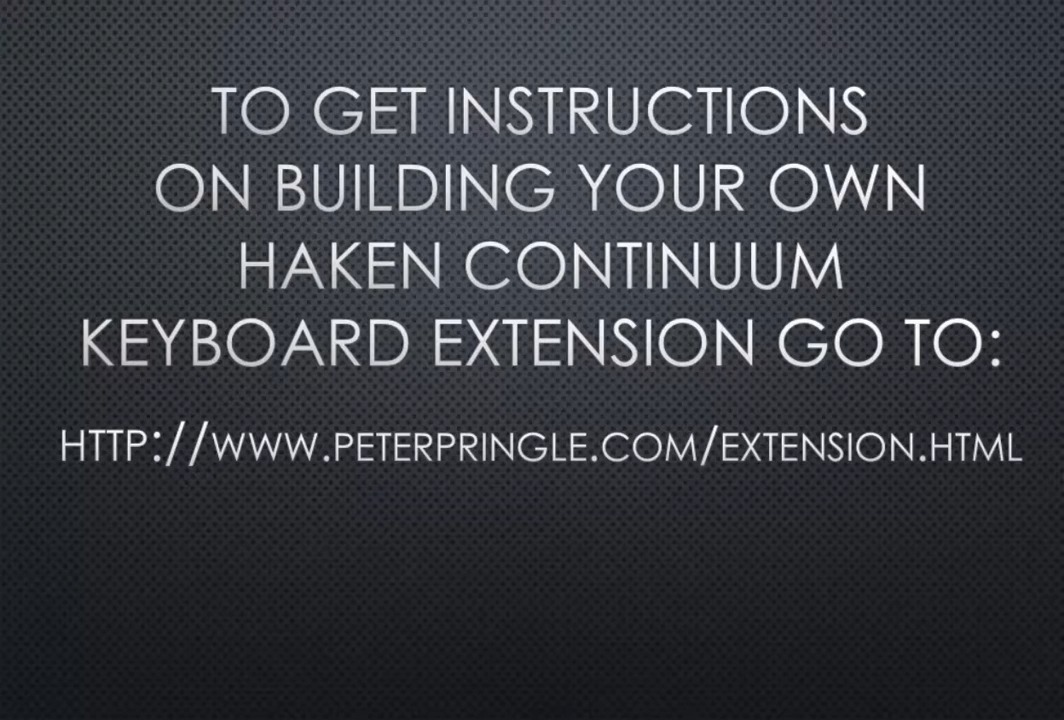 TO GET INSTRUCTIONS
ON BUILDING YOUR OWN
HAKEN CONTINUUM
KEYBOARD EXTENSION GO TO:
HTTP://WWW.PETERPRINGLE.COM/EXTENSION.HTML